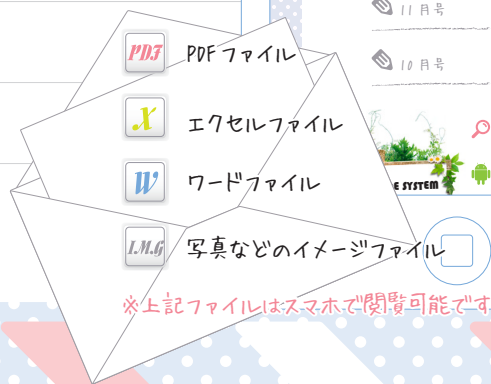 11月号
PDF PDFファイル
10月号
X エクセルファイル
W ワードファイル
E SYSTEM
I.M.G 写真などのイメージファイル
※上記ファイルはスマホで閲覧可能です